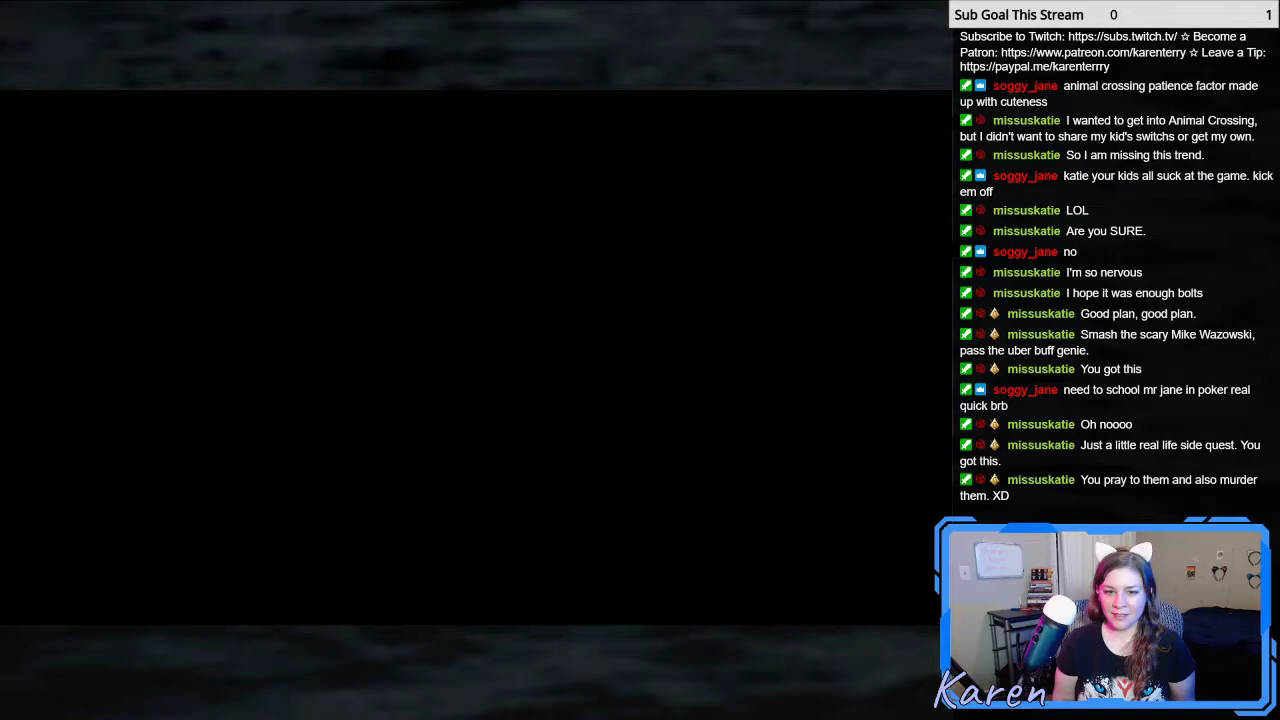 Sub Goal This Stream 0 1
Subscribe to Twitch: https://subs.twitch.tv/ ☆ Become a
Patron: https://www.patreon.com/karenterry ☆ Leave a Tip:
https://paypal.me/karenterrry
soggy_jane animal crossing patience factor made
up with cuteness
missuskatie I wanted to get into Animal Crossing,
but I didn't want to share my kid's switchs or get my own.
missuskatie So I am missing this trend.
soggy_jane katie your kids all suck at the game. kick
em off
missuskatie LOL
missuskatie Are you SURE.
soggy_jane no
missuskatie I'm so nervous
missuskatie I hope it was enough bolts
missuskatie Good plan, good plan.
missuskatie Smash the scary Mike Wazowski,
pass the uber buff genie.
missuskatie You got this
soggy_jane need to school mr jane in poker real
quick brb
missuskatie Oh noooo
missuskatie Just a little real life side quest. You
got this.
missuskatie You pray to them and also murder
them. XD
Karen